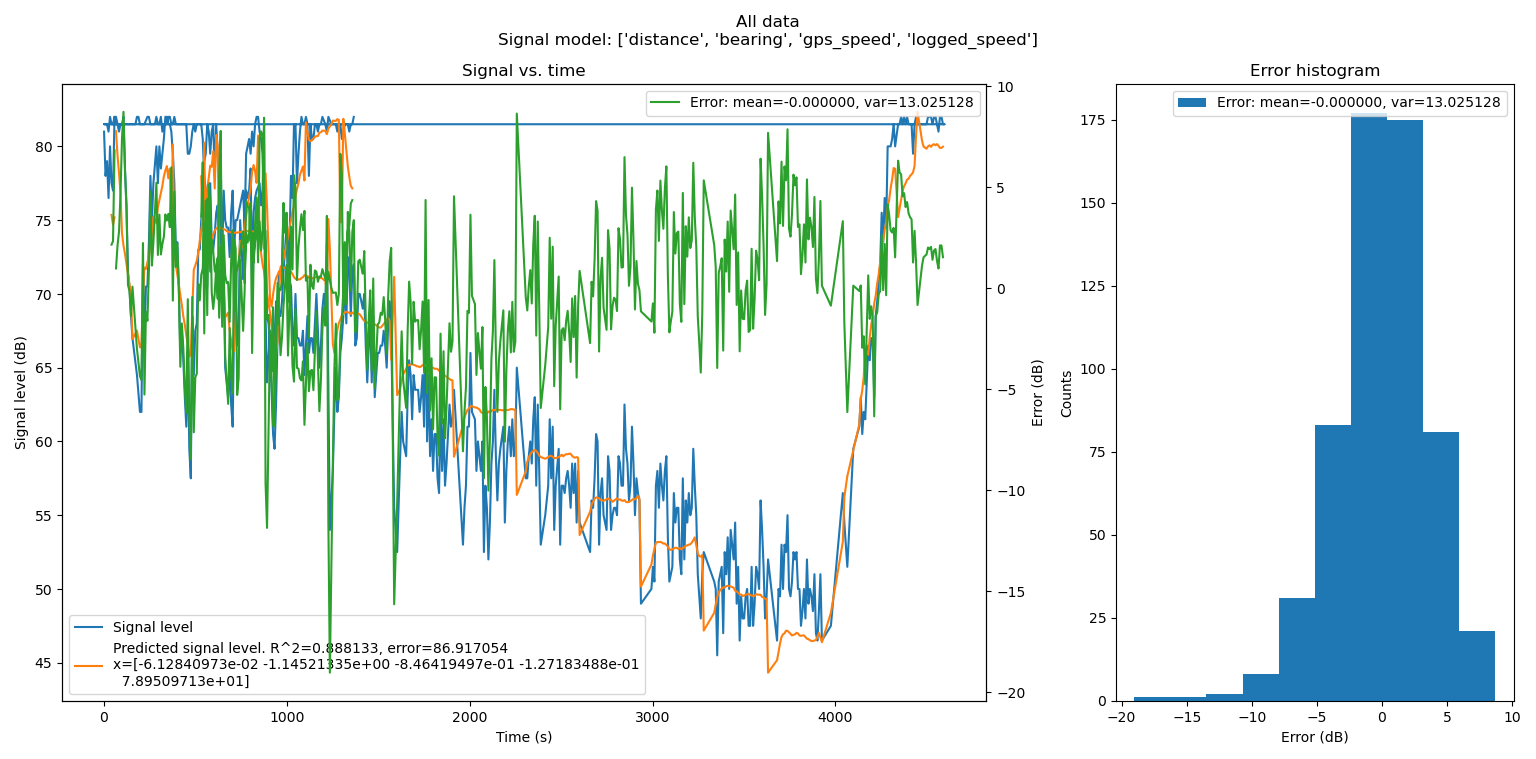 All data
Signal model: ['distance', 'bearing', 'gps_speed', 'logged_speed']
Signal vs. time
Error: mean=-0.000000, var=13.025128
Signal level (dB)
80
75
70
65
60
55
50
45
Signal level
Predicted signal level. R^2=0.888133, error=86.917054
x=[-6.12840973e-02 -1.14521335e+00 -8.46419497e-01 -1.27183488e-01
7.89509713e+01]
0 1000 2000 3000 4000
Time (s)
10
5
0
−5
−10
−15
−20
Error (dB)
Error histogram
Error: mean=-0.000000, var=13.025128
Counts
175
150
125
100
75
50
25
0
−20 −15 −10 −5 0 5 10
Error (dB)